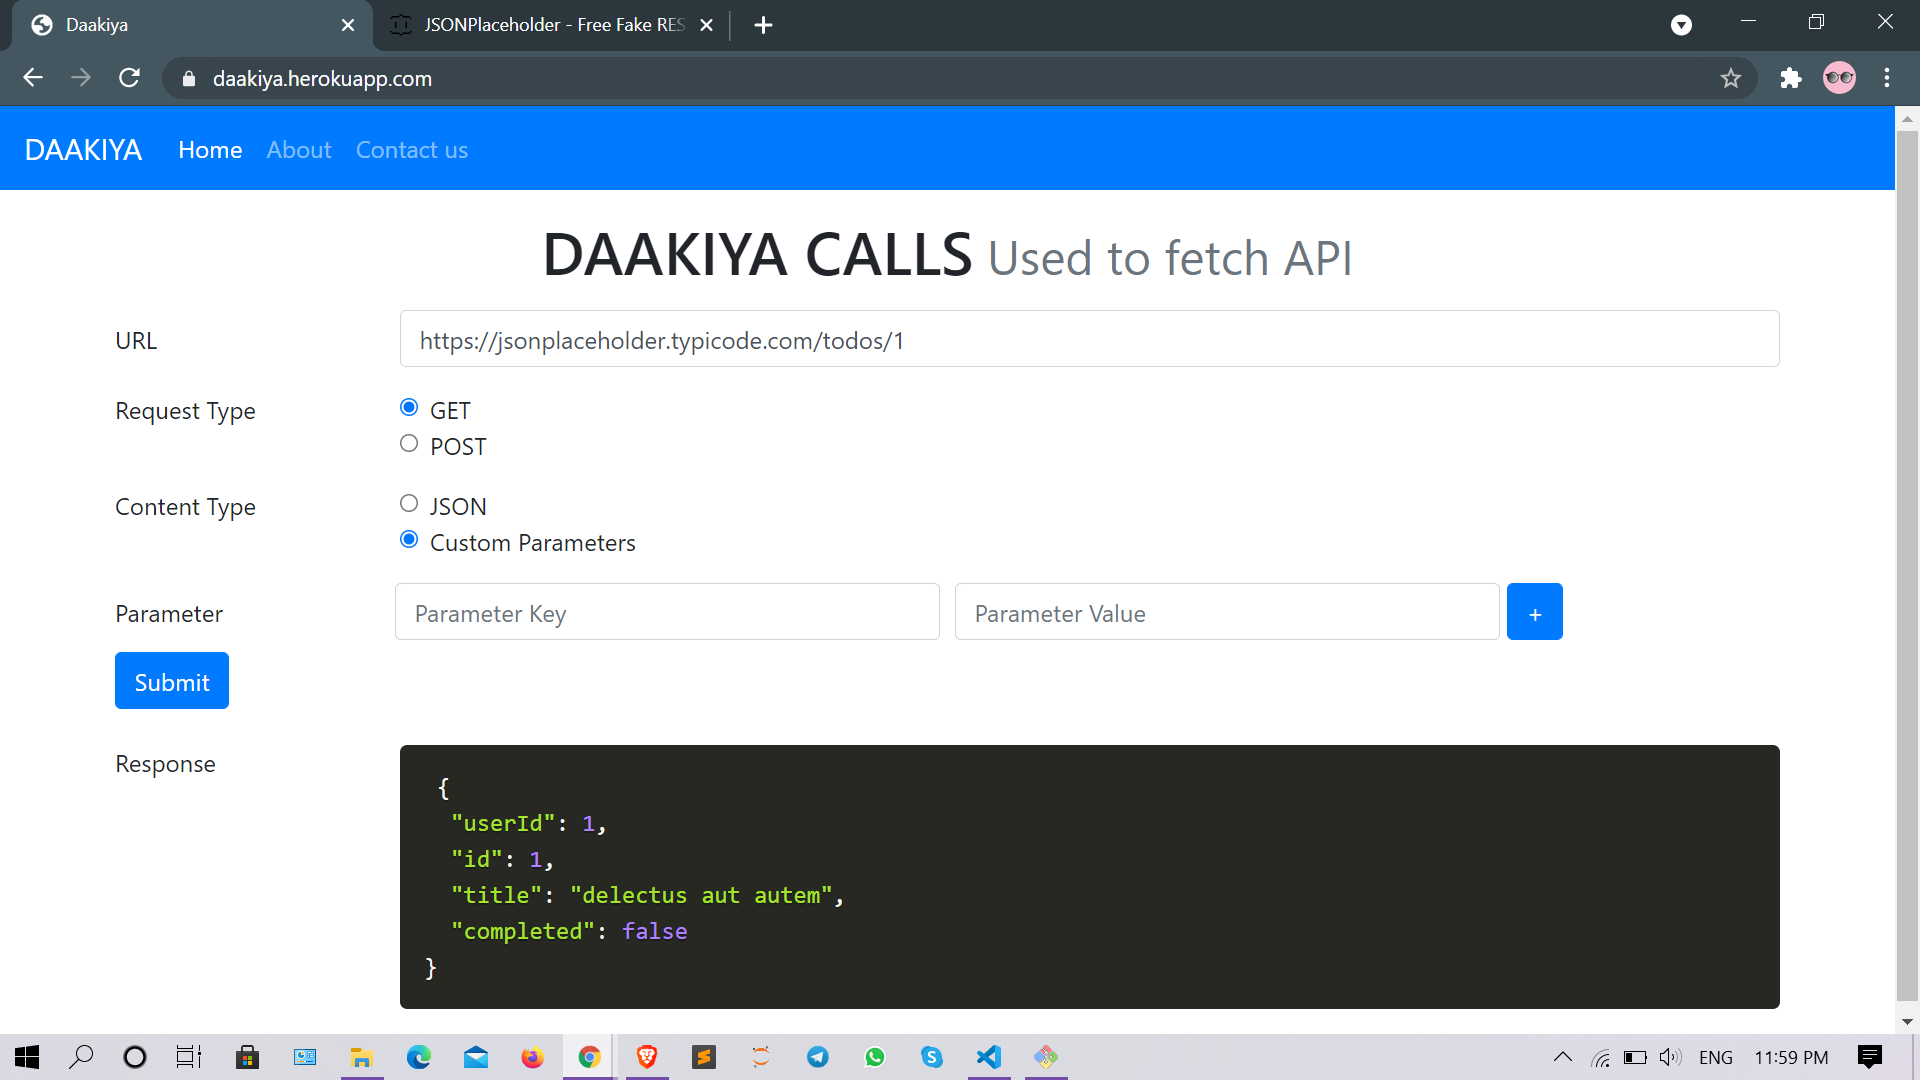 Daakiya
JSONPlaceholder - Free Fake RES
daakiya.herokuapp.com
DAAKIYA Home About Contact us
DAAKIYA CALLS Used to fetch API
URL https://jsonplaceholder.typicode.com/todos/1
Request Type GET
POST
Content Type JSON
Custom Parameters
Parameter Parameter Key Parameter Value +
Submit
Response
{
"userId": 1,
"id": 1,
"title": "delectus aut autem",
"completed": false
}
ENG 11:59 PM